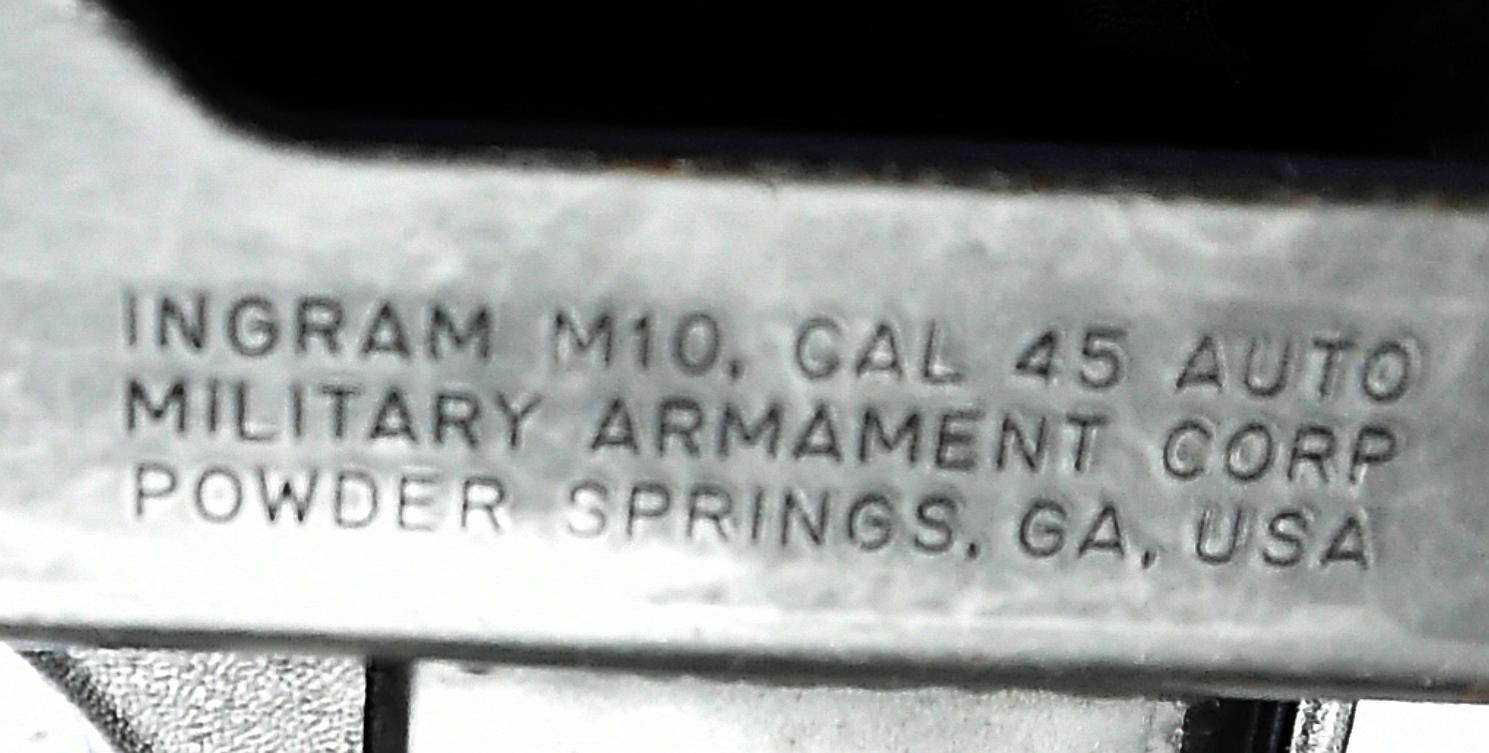 INGRAM M10, CAL 45 AUTO
MILITARY ARMAMENT CORP
POWDER SPRINGS, GA, USA